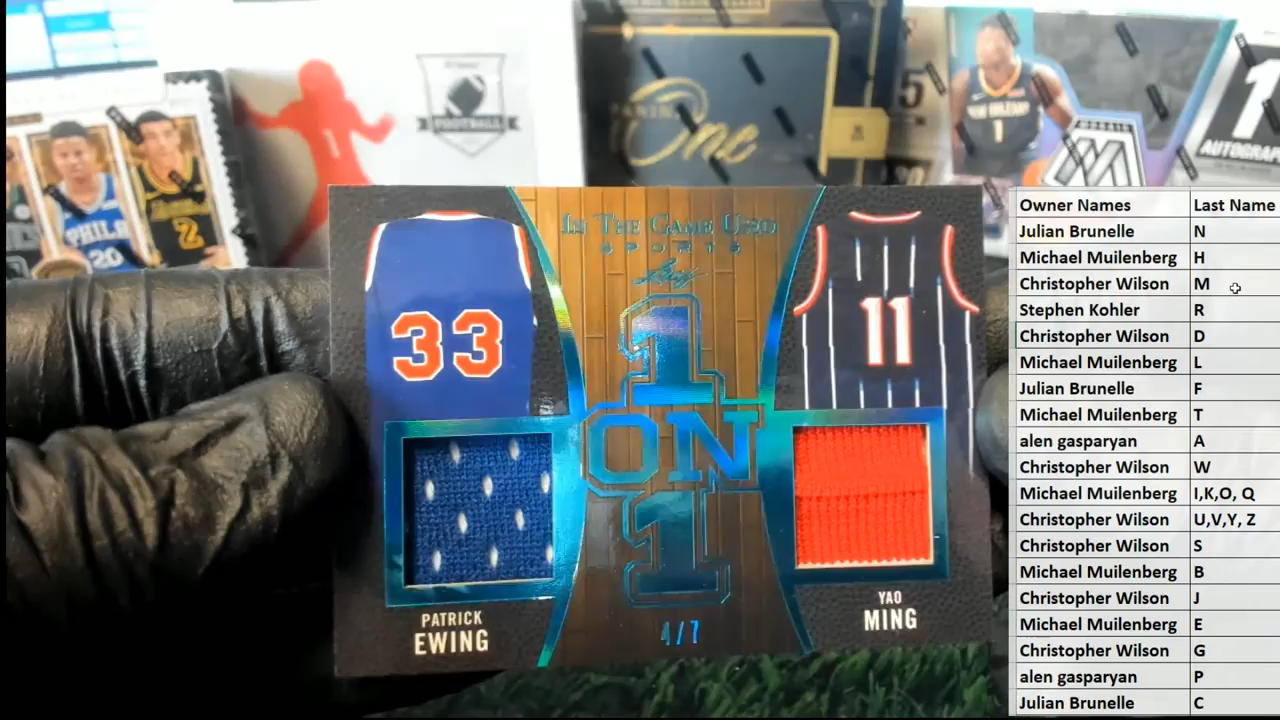 FOOTBALL
PANINI
One
NEW ORLEANS
1
MOSAIC
1
AUTOGRAPH
PHILA
20
2
IN THE GAME USED
SPORTS
Leaf
33
11
1
ON
1
PATRICK
EWING
YAO
MING
4/7
Owner Names Last Name
Julian Brunelle N
Michael Muilenberg H
Christopher Wilson M
Stephen Kohler R
Christopher Wilson D
Michael Muilenberg L
Julian Brunelle F
Michael Muilenberg T
alen gasparyan A
Christopher Wilson W
Michael Muilenberg I,K,O, Q
Christopher Wilson U,V,Y, Z
Christopher Wilson S
Michael Muilenberg B
Christopher Wilson J
Michael Muilenberg E
Christopher Wilson G
alen gasparyan P
Julian Brunelle C